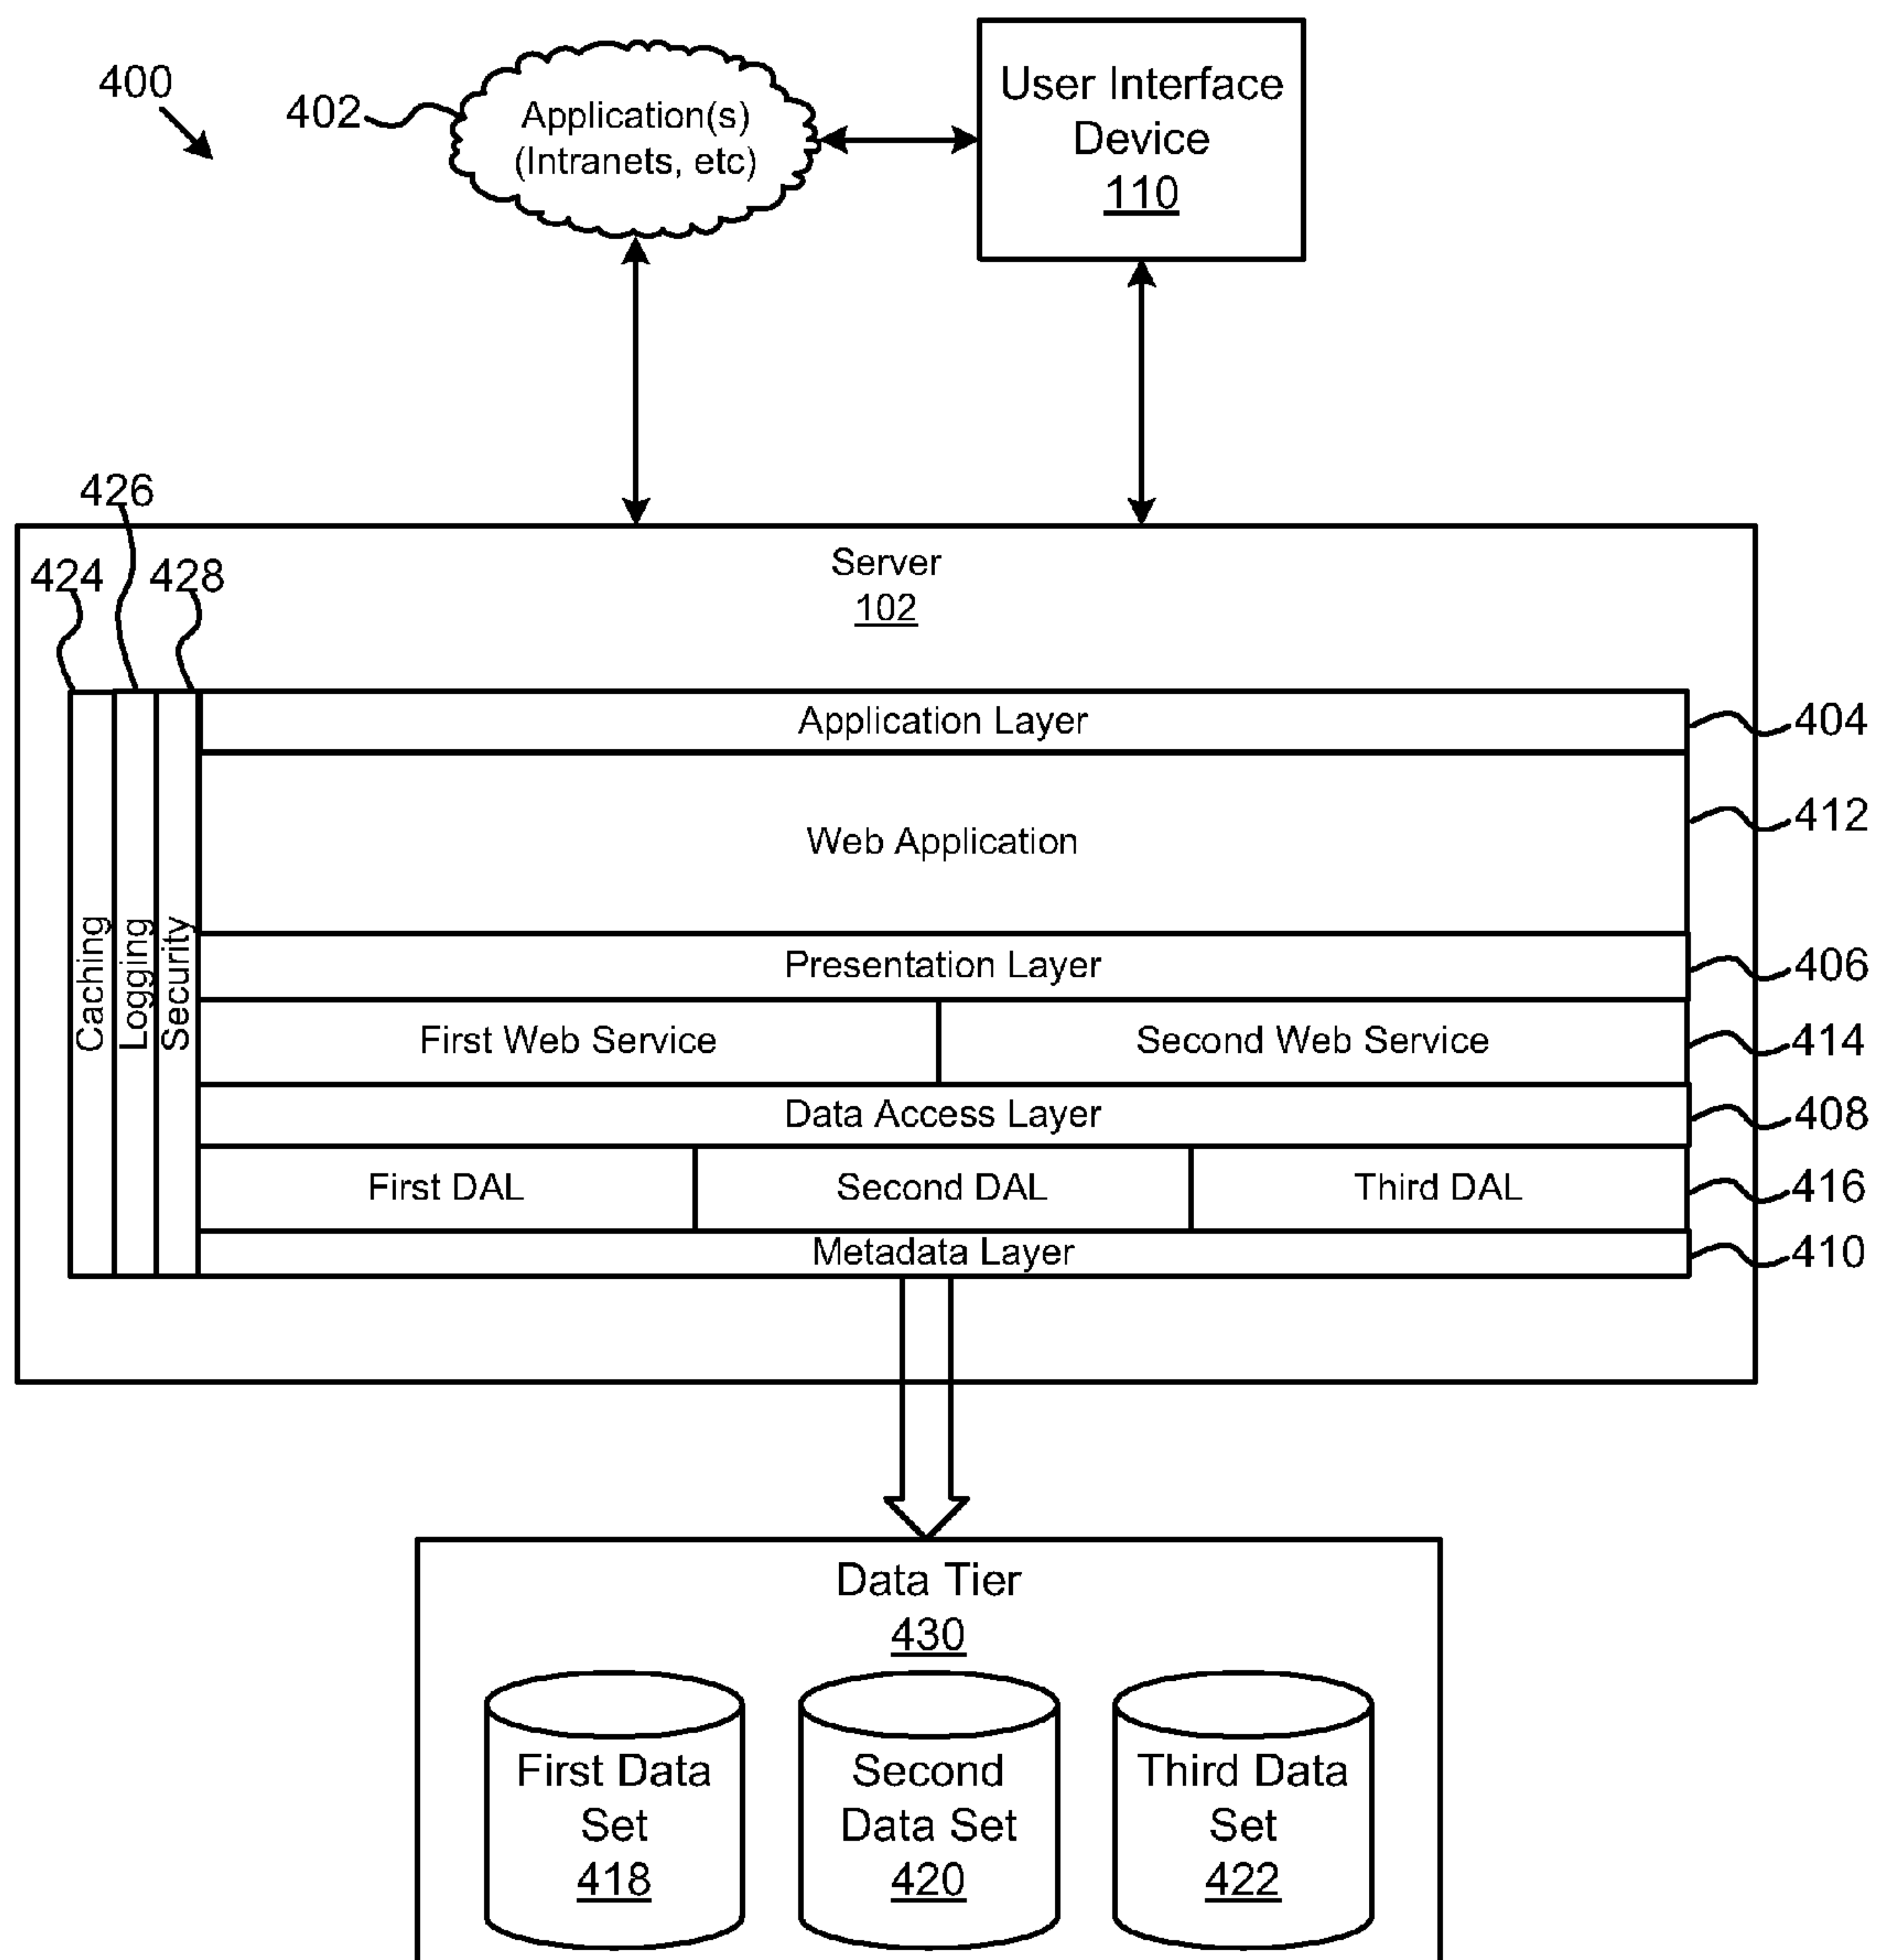 400
402
Application(s)
(Intranets, etc)
User Interface
Device
110
426
424
428
Server
102
Caching
Logging
Security
Application Layer
404
Web Application
412
Presentation Layer
406
First Web Service
Second Web Service
414
Data Access Layer
408
First DAL
Second DAL
Third DAL
416
Metadata Layer
410
Data Tier
430
First Data
Set
418
Second
Data Set
420
Third Data
Set
422